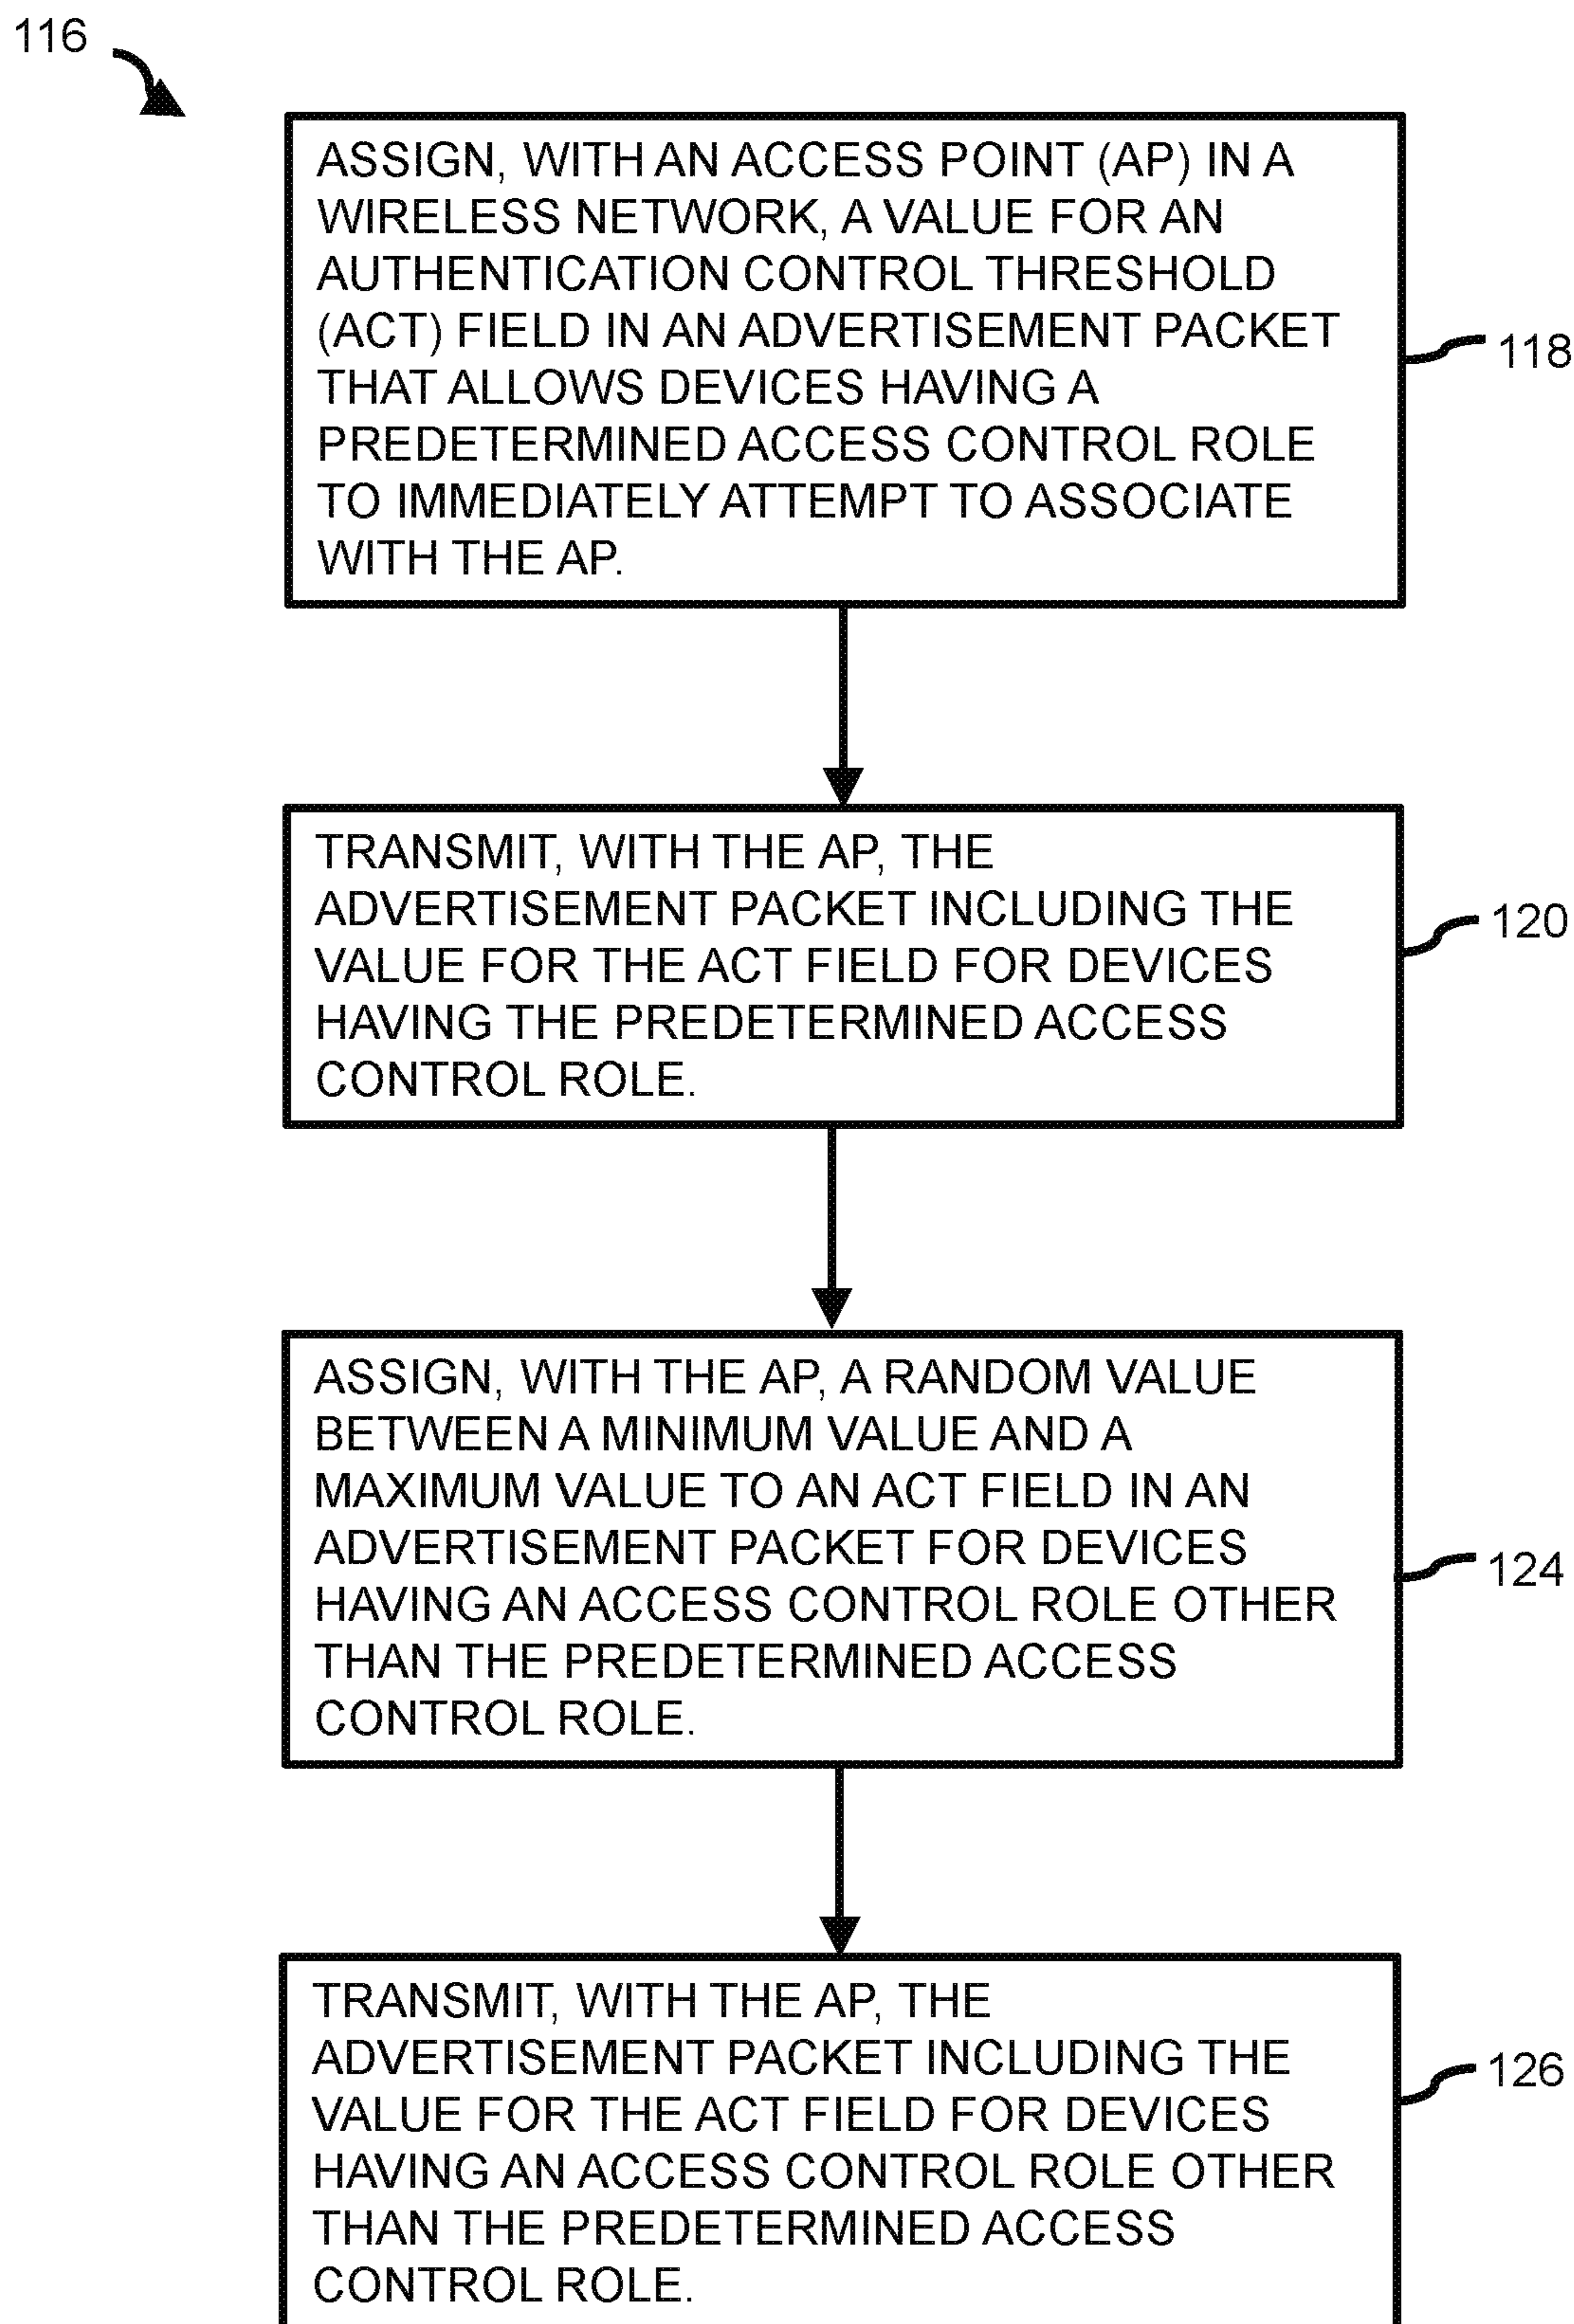 116
ASSIGN, WITH AN ACCESS POINT (AP) IN A
WIRELESS NETWORK, A VALUE FOR AN
AUTHENTICATION CONTROL THRESHOLD
(ACT) FIELD IN AN ADVERTISEMENT PACKET
THAT ALLOWS DEVICES HAVING A
PREDETERMINED ACCESS CONTROL ROLE
TO IMMEDIATELY ATTEMPT TO ASSOCIATE
WITH THE AP.
118
TRANSMIT, WITH THE AP, THE
ADVERTISEMENT PACKET INCLUDING THE
VALUE FOR THE ACT FIELD FOR DEVICES
HAVING THE PREDETERMINED ACCESS
CONTROL ROLE.
120
ASSIGN, WITH THE AP, A RANDOM VALUE
BETWEEN A MINIMUM VALUE AND A
MAXIMUM VALUE TO AN ACT FIELD IN AN
ADVERTISEMENT PACKET FOR DEVICES
HAVING AN ACCESS CONTROL ROLE OTHER
THAN THE PREDETERMINED ACCESS
CONTROL ROLE.
124
TRANSMIT, WITH THE AP, THE
ADVERTISEMENT PACKET INCLUDING THE
VALUE FOR THE ACT FIELD FOR DEVICES
HAVING AN ACCESS CONTROL ROLE OTHER
THAN THE PREDETERMINED ACCESS
CONTROL ROLE.
126